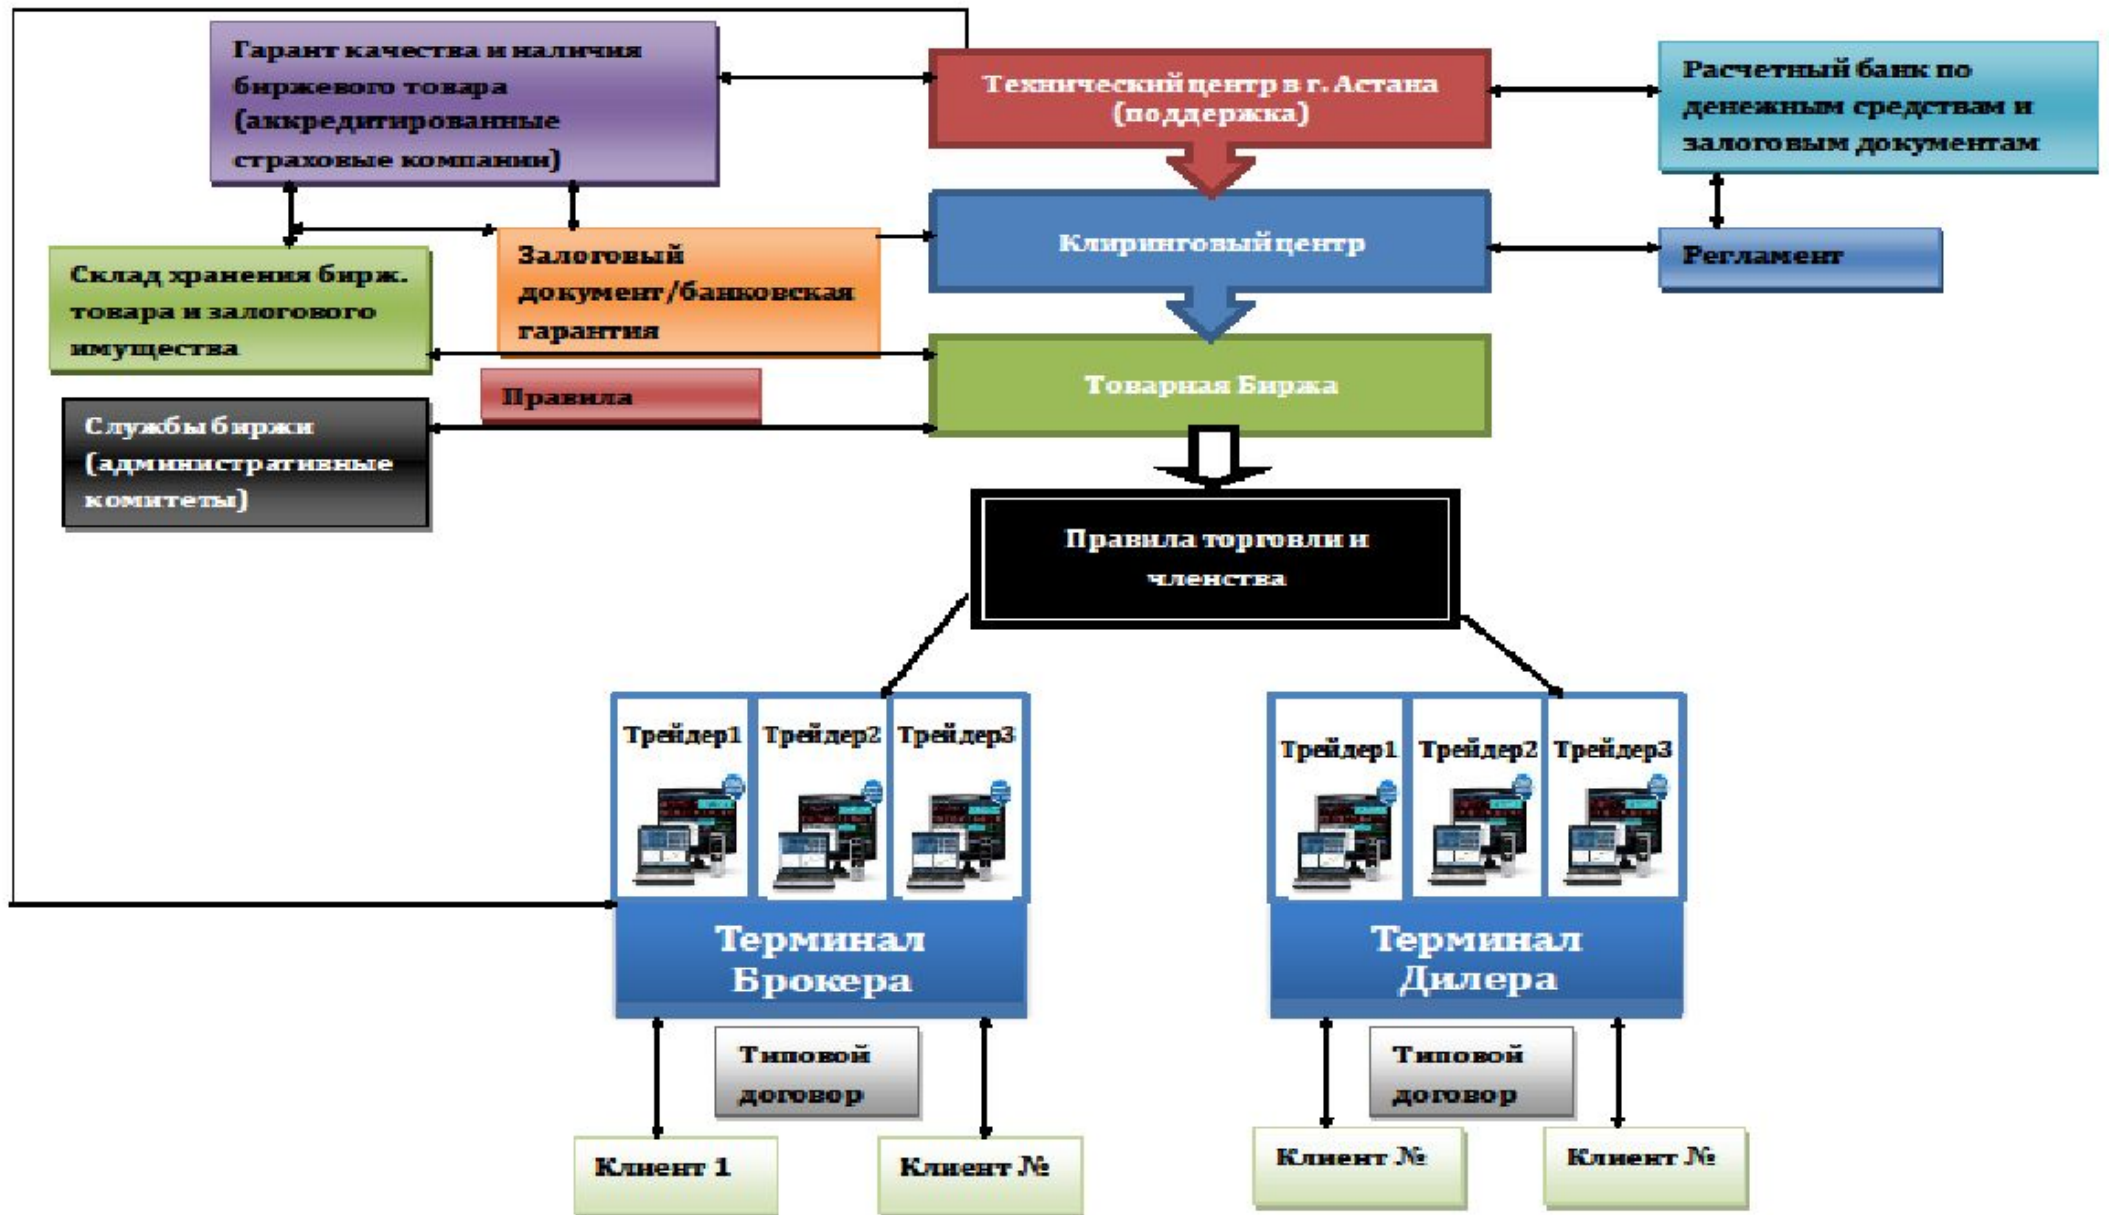 Гарант качества и наличия
биржевого товара
(аккредитированные
страховые компании)
Технический центр в г. Астана
(поддержка)
Расчетный банк по
денежным средствам и
залоговым документам
Клиринговый центр
Регламент
Залоговый
документ/банковская
гарантия
Склад хранения бирж.
товара и залогового
имущества
Товарная Биржа
Правила
Службы биржи
(административные
комитеты)
Правила торговли и
членства
Трейдер1
Трейдер2
Трейдер3
Терминал
Брокера
Трейдер1
Трейдер2
Трейдер3
Терминал
Дилера
Типовой
договор
Типовой
договор
Клиент 1
Клиент №
Клиент №
Клиент №